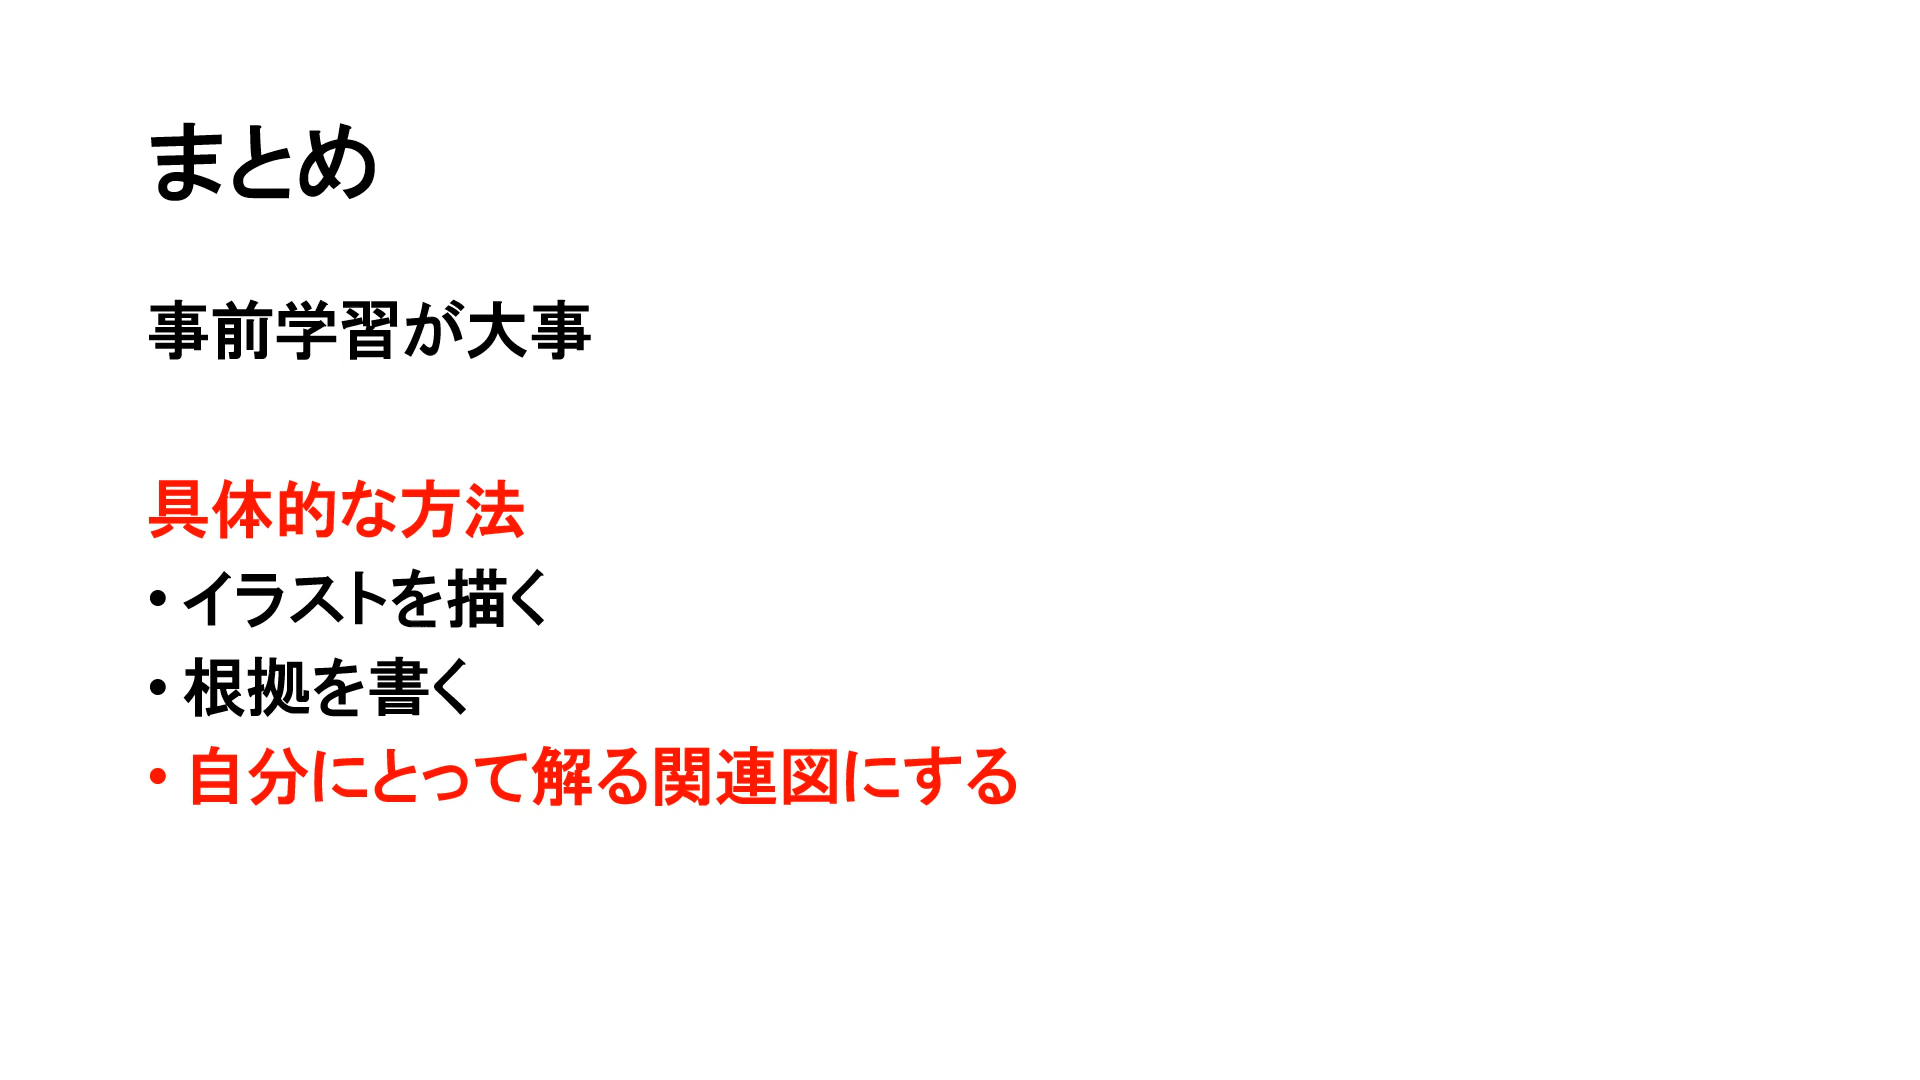 まとめ
事前学習が大事
具体的な方法
• イラストを描く
• 根拠を書く
• 自分にとって解る関連図にする